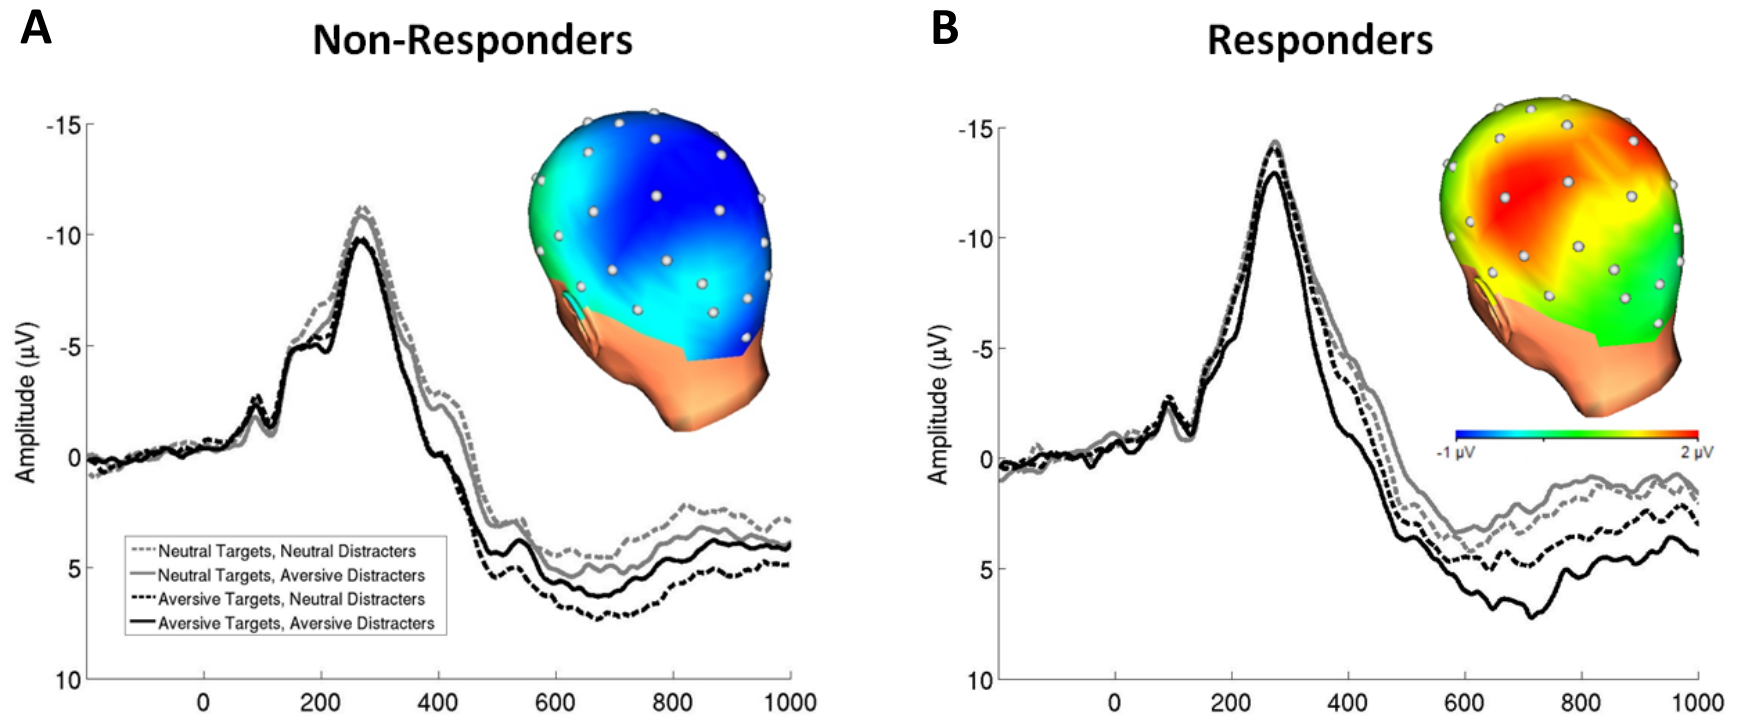 A
Non-Responders
-15
-10
-5
0
5
10
Amplitude (µV)
0
200
400
600
800
1000
Neutral Targets, Neutral Distracters
Neutral Targets, Aversive Distracters
Aversive Targets, Neutral Distracters
Aversive Targets, Aversive Distracters
B
Responders
-15
-10
-5
0
5
10
Amplitude (µV)
-1 µV
2 µV
0
200
400
600
800
1000